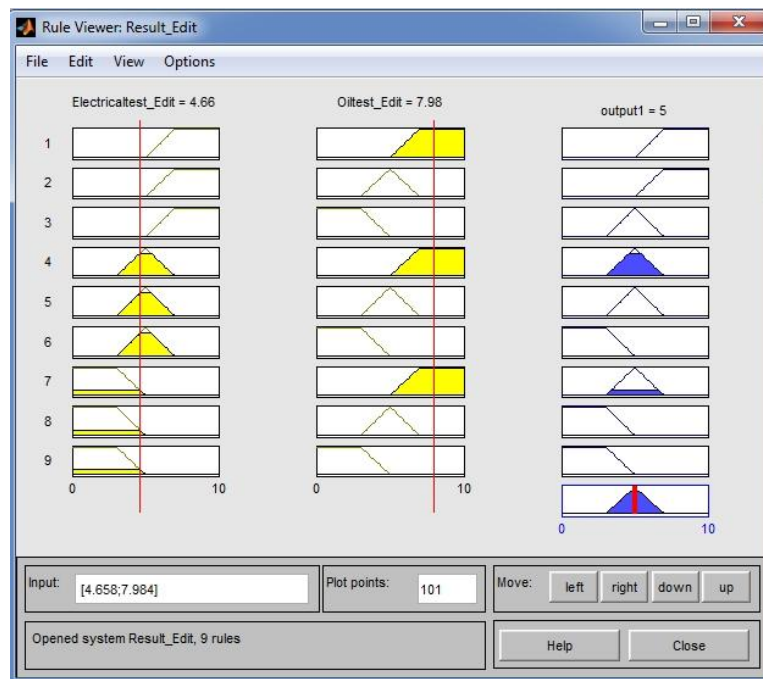 Rule Viewer: Result_Edit
File Edit View Options
Electricaltest_Edit = 4.66
Oiltest_Edit = 7.98
output1 = 5
1
2
3
4
5
6
7
8
9
0 10
0 10
0 10
Input: [4.658;7.984]
Plot points: 101
Move: left right down up
Opened system Result_Edit, 9 rules
Help Close